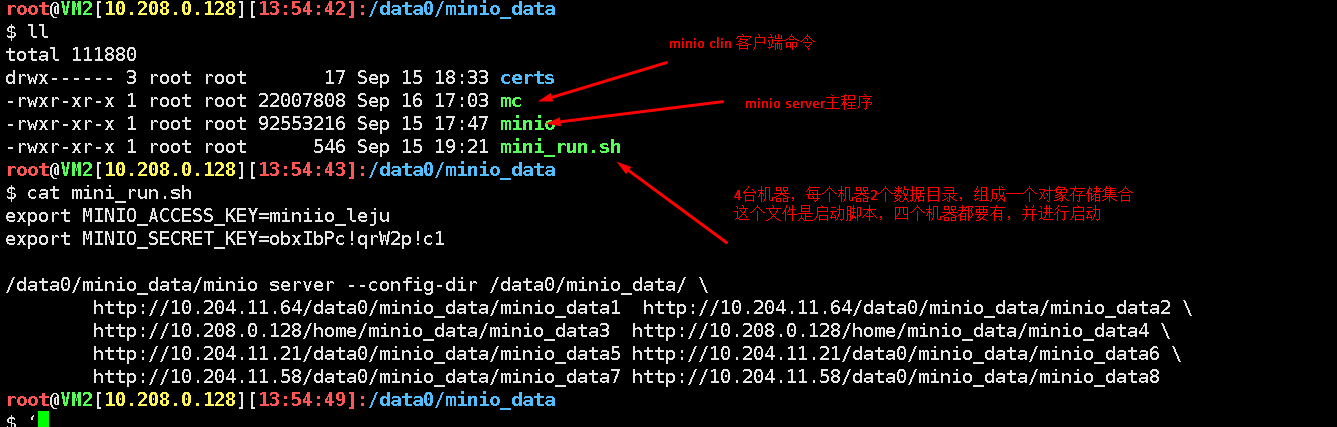 root@VM2[10.208.0.128][13:54:42]:/data0/minio_data
$ ll
total 111880
minio clin 客户端命令
drwx------ 3 root root       17 Sep 15 18:33 certs
-rwxr-xr-x 1 root root 22007808 Sep 16 17:03 mc
minio server主程序
-rwxr-xr-x 1 root root 92553216 Sep 15 17:47 minio
-rwxr-xr-x 1 root root      546 Sep 15 19:21 mini_run.sh
root@VM2[10.208.0.128][13:54:43]:/data0/minio_data
$ cat mini_run.sh
4台机器，每个机器2个数据目录，组成一个对象存储集合
这个文件是启动脚本，四个机器都要有，并进行启动
export MINIO_ACCESS_KEY=miniio_leju
export MINIO_SECRET_KEY=obxIbPc!qrW2p!c1
/data0/minio_data/minio server --config-dir /data0/minio_data/ \
http://10.204.11.64/data0/minio_data/minio_data1  http://10.204.11.64/data0/minio_data/minio_data2 \
http://10.208.0.128/home/minio_data/minio_data3  http://10.208.0.128/home/minio_data/minio_data4 \
http://10.204.11.21/data0/minio_data/minio_data5 http://10.204.11.21/data0/minio_data/minio_data6 \
http://10.204.11.58/data0/minio_data/minio_data7 http://10.204.11.58/data0/minio_data/minio_data8
root@VM2[10.208.0.128][13:54:49]:/data0/minio_data
$ ‘